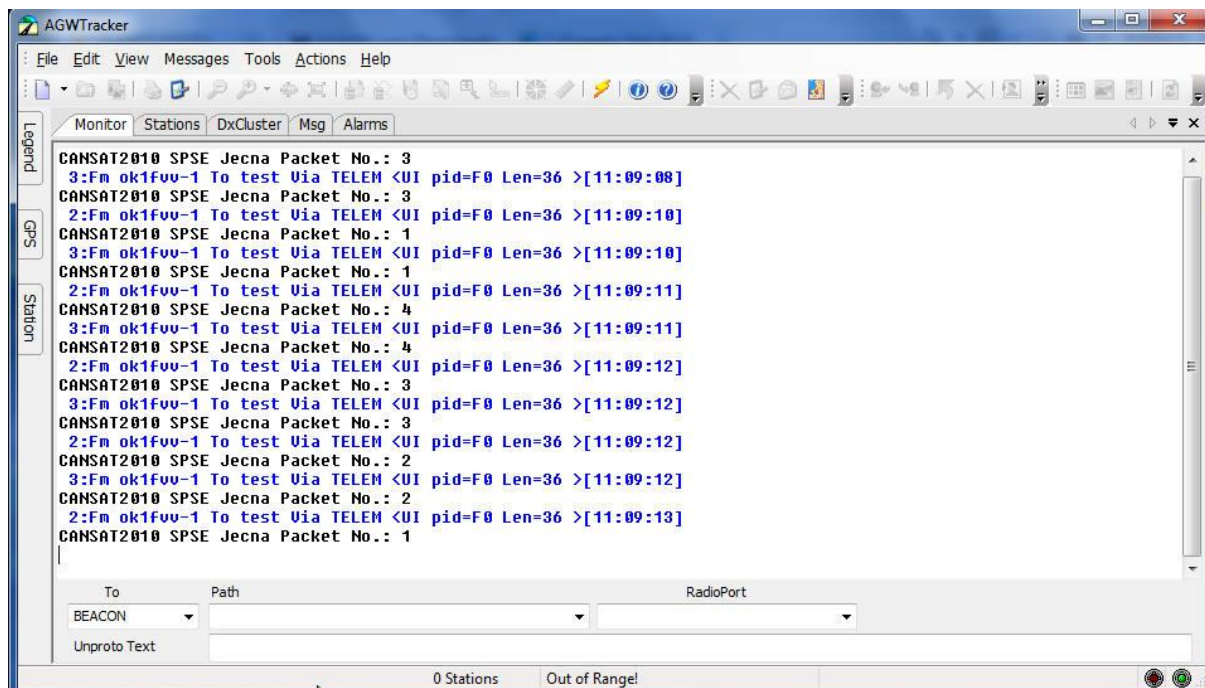 AGWTracker
File Edit View Messages Tools Actions Help
Monitor Stations DxCluster Msg Alarms
Legend
GPS
Station
CANSAT2010 SPSE Jecna Packet No.: 3
3:Fm ok1fvv-1 To test Via TELEM <UI pid=F0 Len=36 >[11:09:08]
CANSAT2010 SPSE Jecna Packet No.: 3
2:Fm ok1fvv-1 To test Via TELEM <UI pid=F0 Len=36 >[11:09:10]
CANSAT2010 SPSE Jecna Packet No.: 1
3:Fm ok1fvv-1 To test Via TELEM <UI pid=F0 Len=36 >[11:09:10]
CANSAT2010 SPSE Jecna Packet No.: 1
2:Fm ok1fvv-1 To test Via TELEM <UI pid=F0 Len=36 >[11:09:11]
CANSAT2010 SPSE Jecna Packet No.: 4
3:Fm ok1fvv-1 To test Via TELEM <UI pid=F0 Len=36 >[11:09:11]
CANSAT2010 SPSE Jecna Packet No.: 4
2:Fm ok1fvv-1 To test Via TELEM <UI pid=F0 Len=36 >[11:09:12]
CANSAT2010 SPSE Jecna Packet No.: 3
3:Fm ok1fvv-1 To test Via TELEM <UI pid=F0 Len=36 >[11:09:12]
CANSAT2010 SPSE Jecna Packet No.: 3
2:Fm ok1fvv-1 To test Via TELEM <UI pid=F0 Len=36 >[11:09:12]
CANSAT2010 SPSE Jecna Packet No.: 2
3:Fm ok1fvv-1 To test Via TELEM <UI pid=F0 Len=36 >[11:09:12]
CANSAT2010 SPSE Jecna Packet No.: 2
2:Fm ok1fvv-1 To test Via TELEM <UI pid=F0 Len=36 >[11:09:13]
CANSAT2010 SPSE Jecna Packet No.: 1
To Path RadioPort
BEACON
Unproto Text
0 Stations Out of Range!